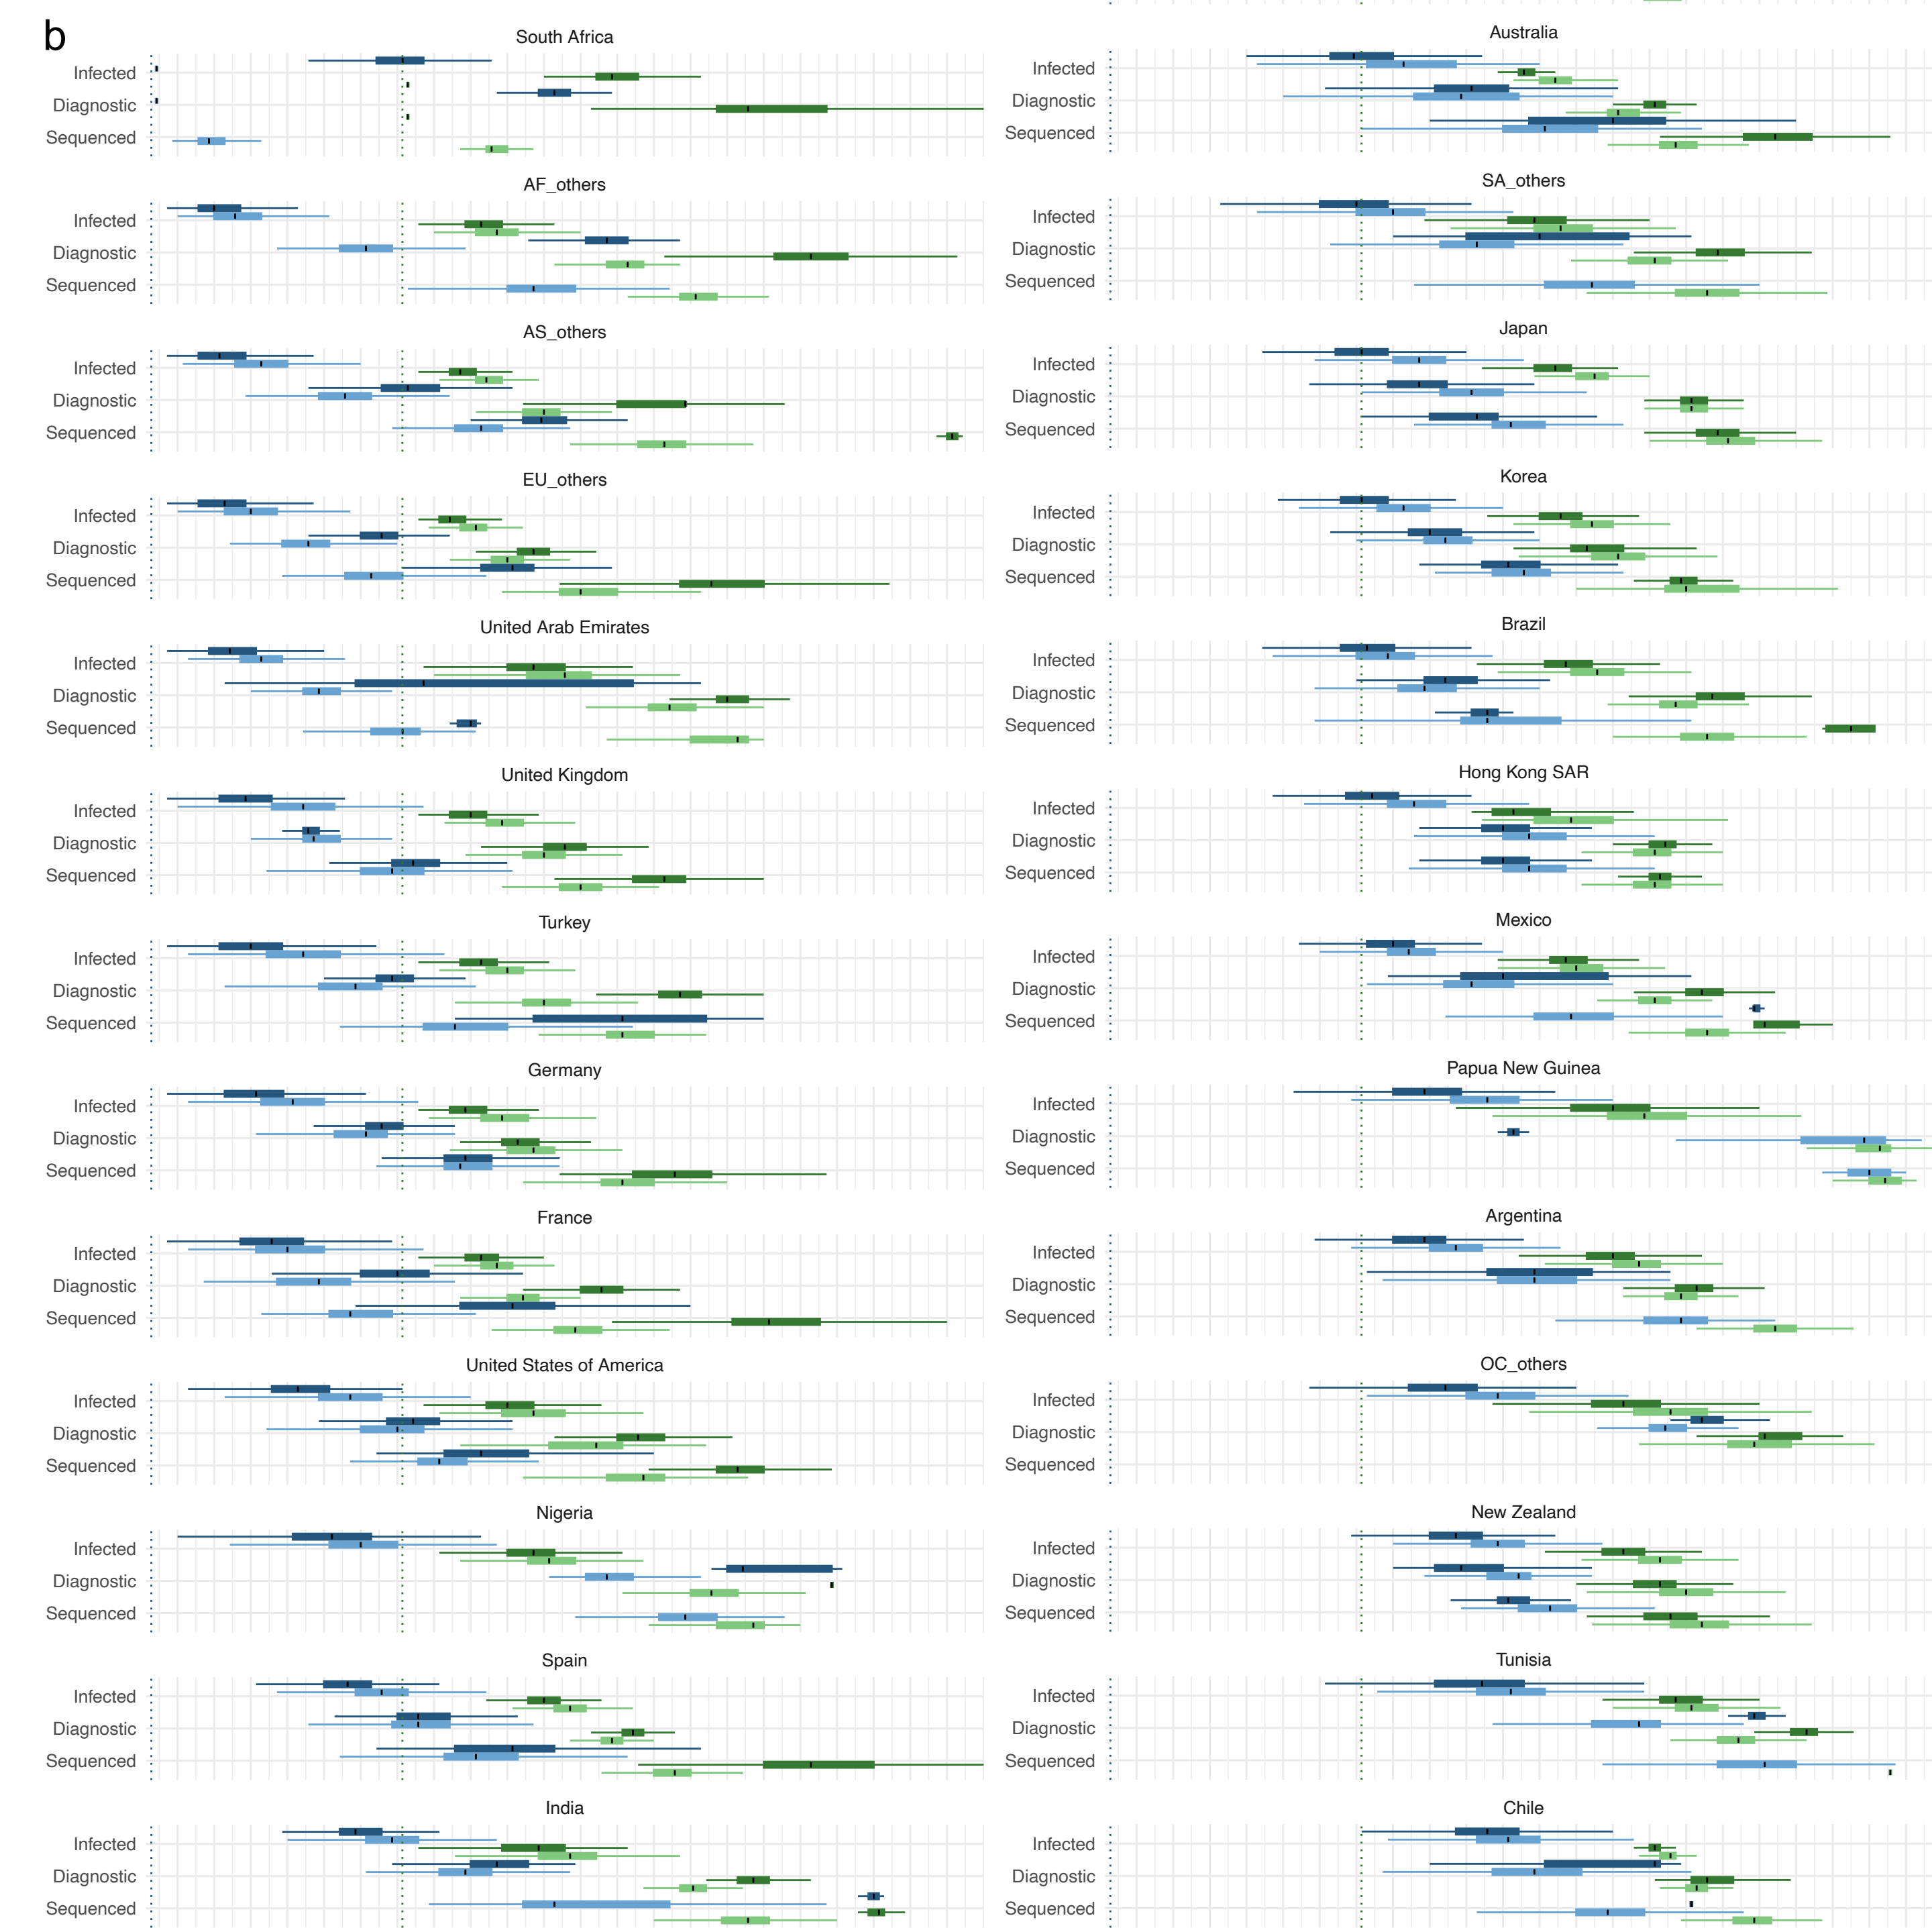 b
South Africa
Infected
Diagnostic
Sequenced
AF_others
Infected
Diagnostic
Sequenced
AS_others
Infected
Diagnostic
Sequenced
EU_others
Infected
Diagnostic
Sequenced
United Arab Emirates
Infected
Diagnostic
Sequenced
United Kingdom
Infected
Diagnostic
Sequenced
Turkey
Infected
Diagnostic
Sequenced
Germany
Infected
Diagnostic
Sequenced
France
Infected
Diagnostic
Sequenced
United States of America
Infected
Diagnostic
Sequenced
Nigeria
Infected
Diagnostic
Sequenced
Spain
Infected
Diagnostic
Sequenced
India
Infected
Diagnostic
Sequenced
Australia
Infected
Diagnostic
Sequenced
SA_others
Infected
Diagnostic
Sequenced
Japan
Infected
Diagnostic
Sequenced
Korea
Infected
Diagnostic
Sequenced
Brazil
Infected
Diagnostic
Sequenced
Hong Kong SAR
Infected
Diagnostic
Sequenced
Mexico
Infected
Diagnostic
Sequenced
Papua New Guinea
Infected
Diagnostic
Sequenced
Argentina
Infected
Diagnostic
Sequenced
OC_others
Infected
Diagnostic
Sequenced
New Zealand
Infected
Diagnostic
Sequenced
Tunisia
Infected
Diagnostic
Sequenced
Chile
Infected
Diagnostic
Sequenced